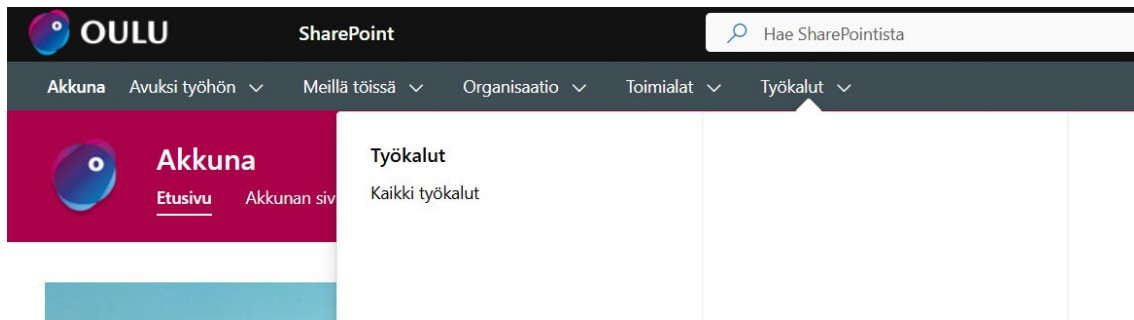 OULU SharePoint Hae SharePointista
Akkuna Avuksi työhön Meillä töissä Organisaatio Toimialat Työkalut
Akkuna
Etusivu Akkunan siv
Työkalut
Kaikki työkalut